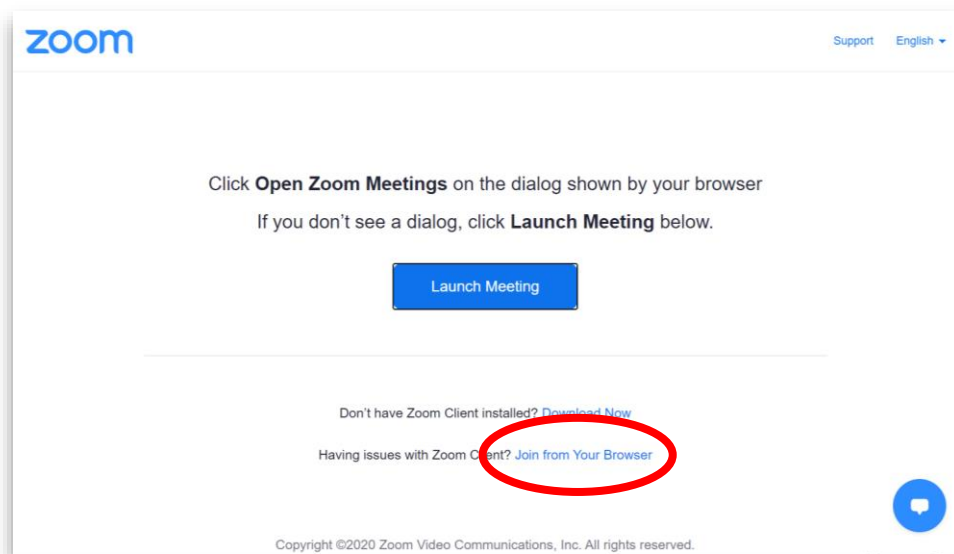 zoom
Support English
Click Open Zoom Meetings on the dialog shown by your browser
If you don't see a dialog, click Launch Meeting below.
Launch Meeting
Don't have Zoom Client installed? Download Now
Having issues with Zoom Client? Join from Your Browser
Copyright ©2020 Zoom Video Communications, Inc. All rights reserved.